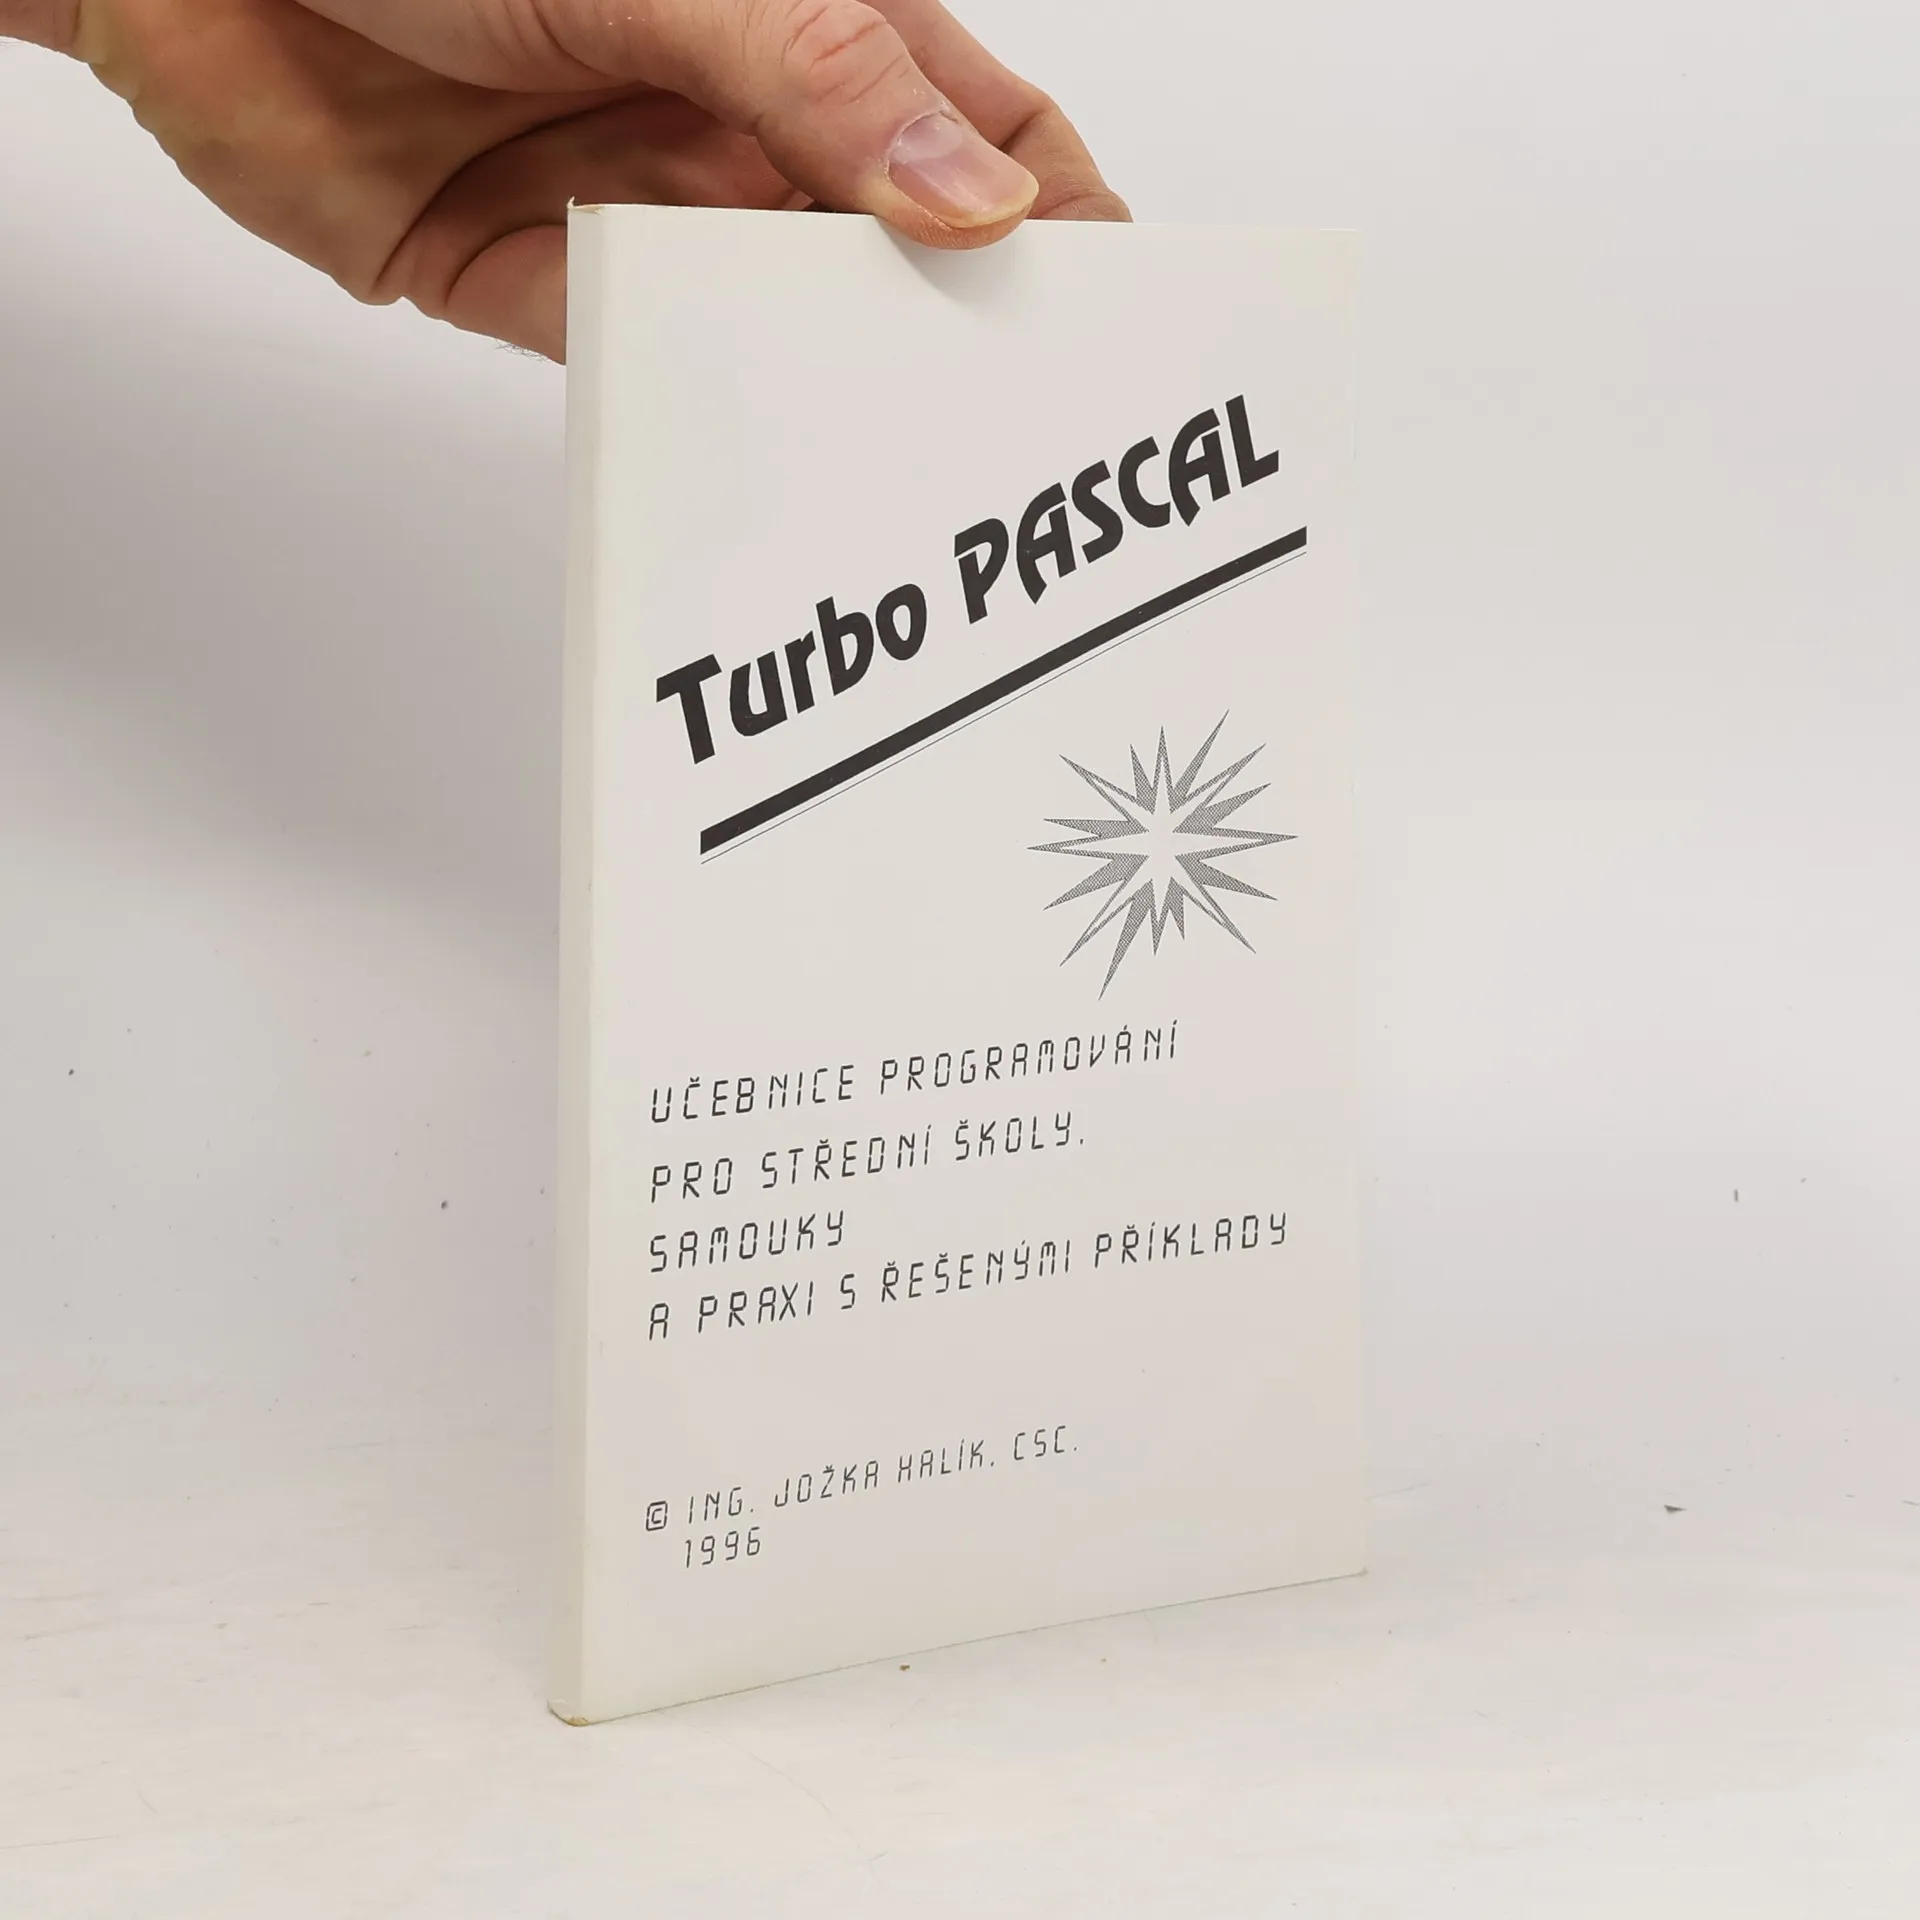 Turbo PASCAL
UČEBNICE PROGRAMOVÁNÍ
PRO STŘEDNÍ ŠKOLY,
SAMOUKY
A PRAXI S ŘEŠENÝMI PŘÍKLADY
© ING. JOŽKA HALÍK, CSC.
1996